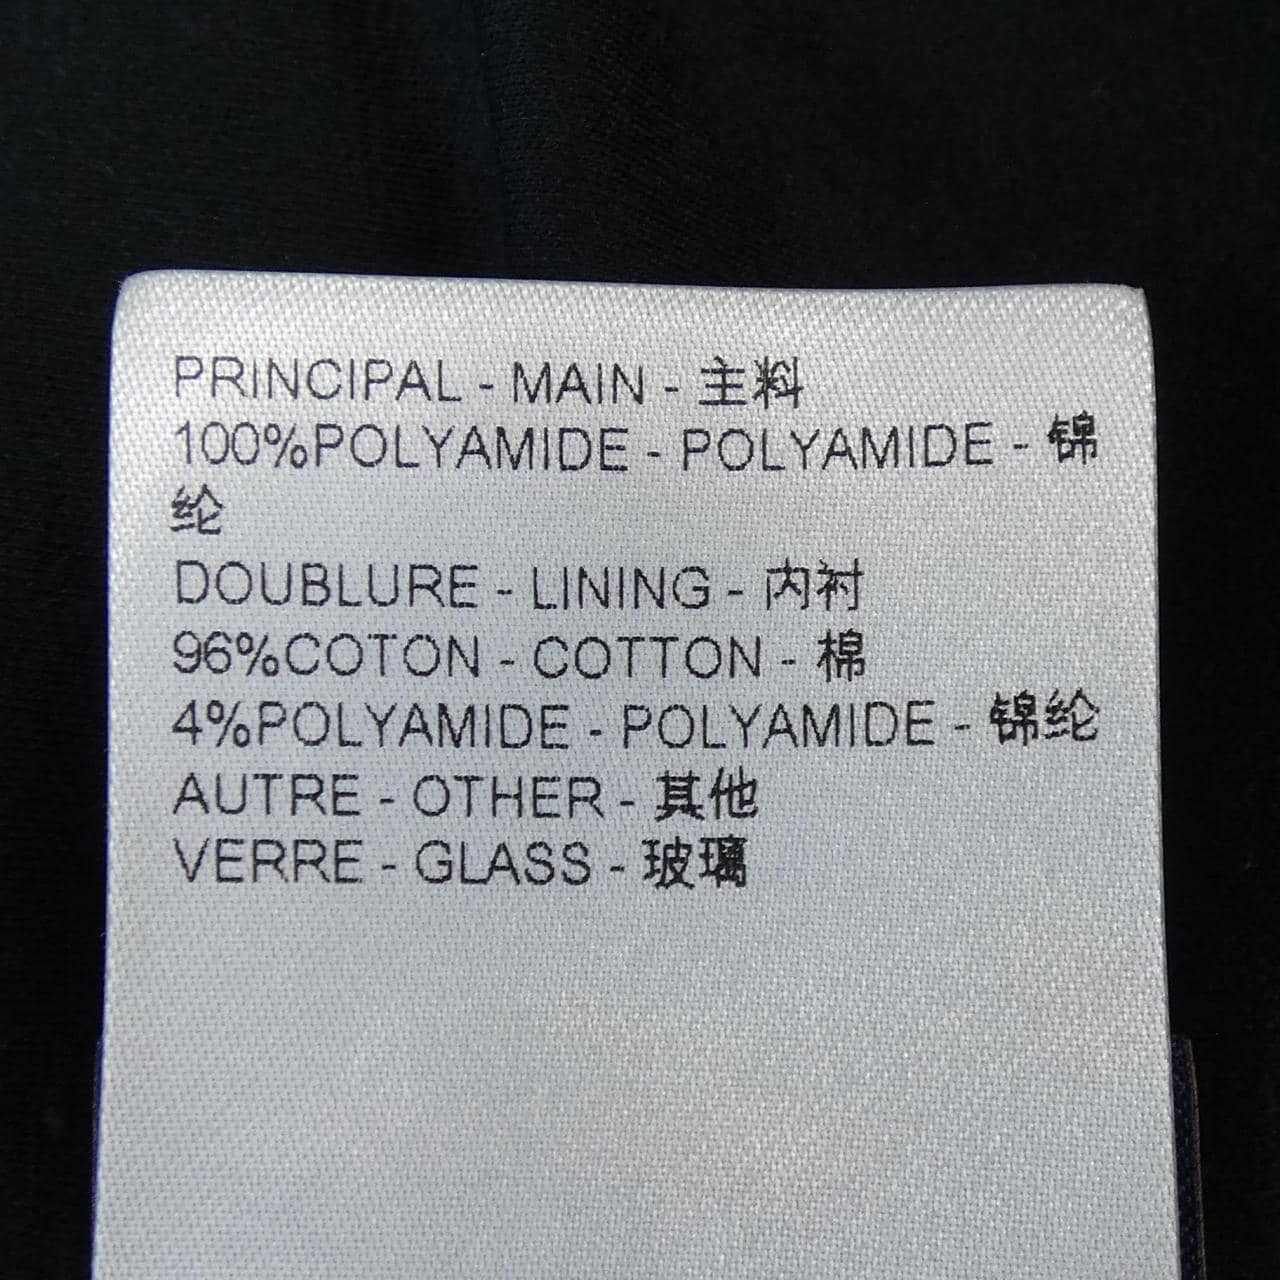 PRINCIPAL - MAIN - 主料
100%POLYAMIDE - POLYAMIDE - 锦
纶
DOUBLURE - LINING - 内衬
96%COTON - COTTON - 棉
4%POLYAMIDE - POLYAMIDE - 锦纶
AUTRE - OTHER - 其他
VERRE - GLASS - 玻璃